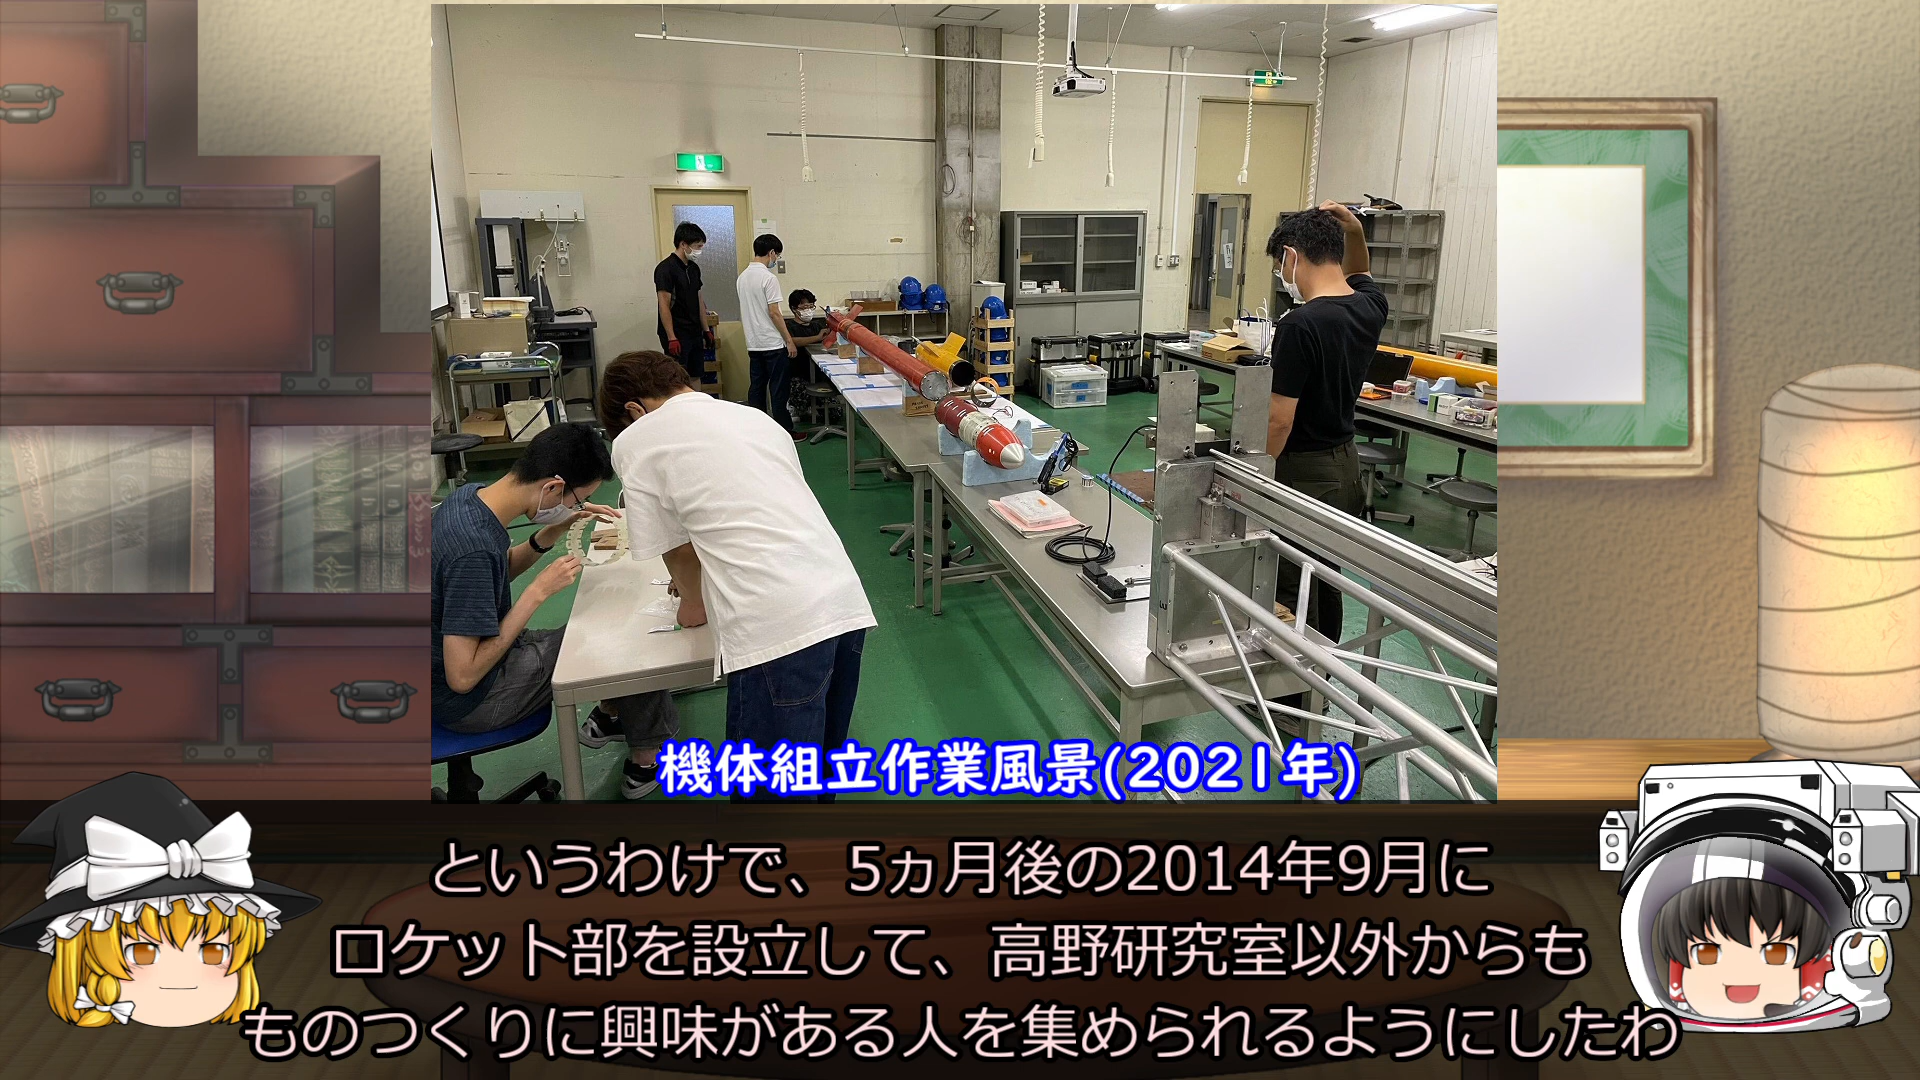 機体組立作業風景(2021年)
というわけで、5ヵ月後の2014年9月に
ロケット部を設立して、高野研究室以外からも
ものつくりに興味がある人を集められるようにしたわ